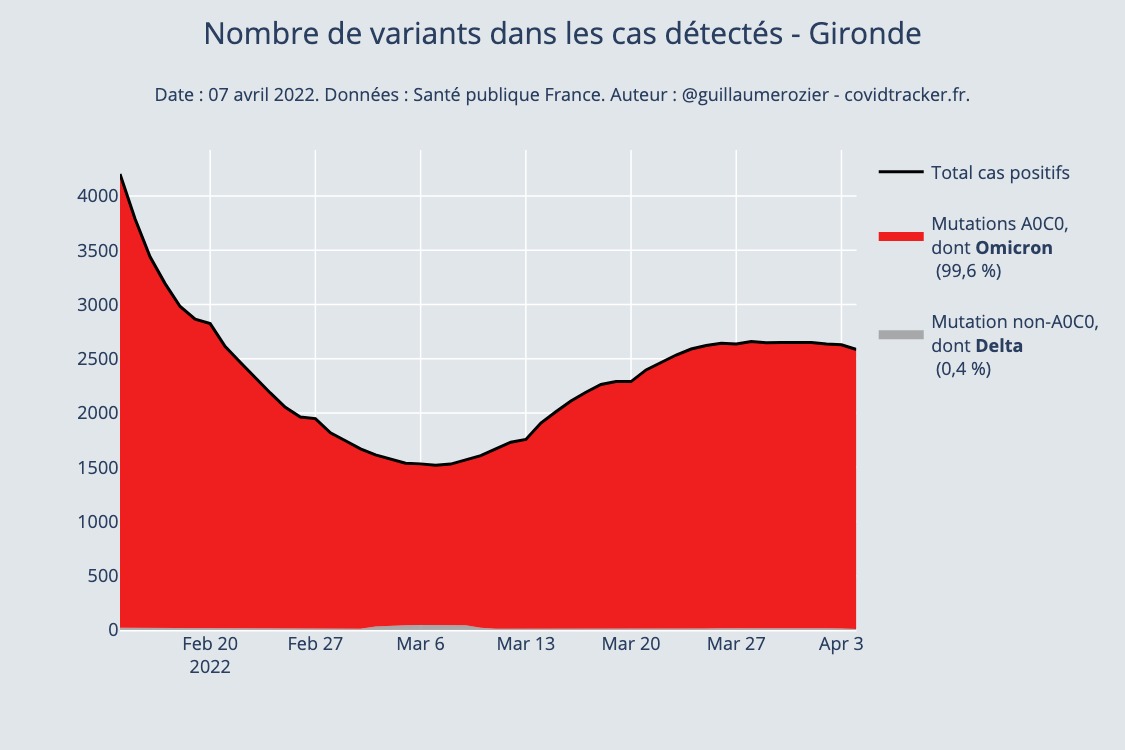 Nombre de variants dans les cas détectés - Gironde
Date : 07 avril 2022. Données : Santé publique France. Auteur : @guillaumerozier - covidtracker.fr.
4000
3500
3000
2500
2000
1500
1000
500
0
Feb 20
2022
Feb 27
Mar 6
Mar 13
Mar 20
Mar 27
Apr 3
Total cas positifs
Mutations A0C0,
dont Omicron
(99,6 %)
Mutation non-A0C0,
dont Delta
(0,4 %)